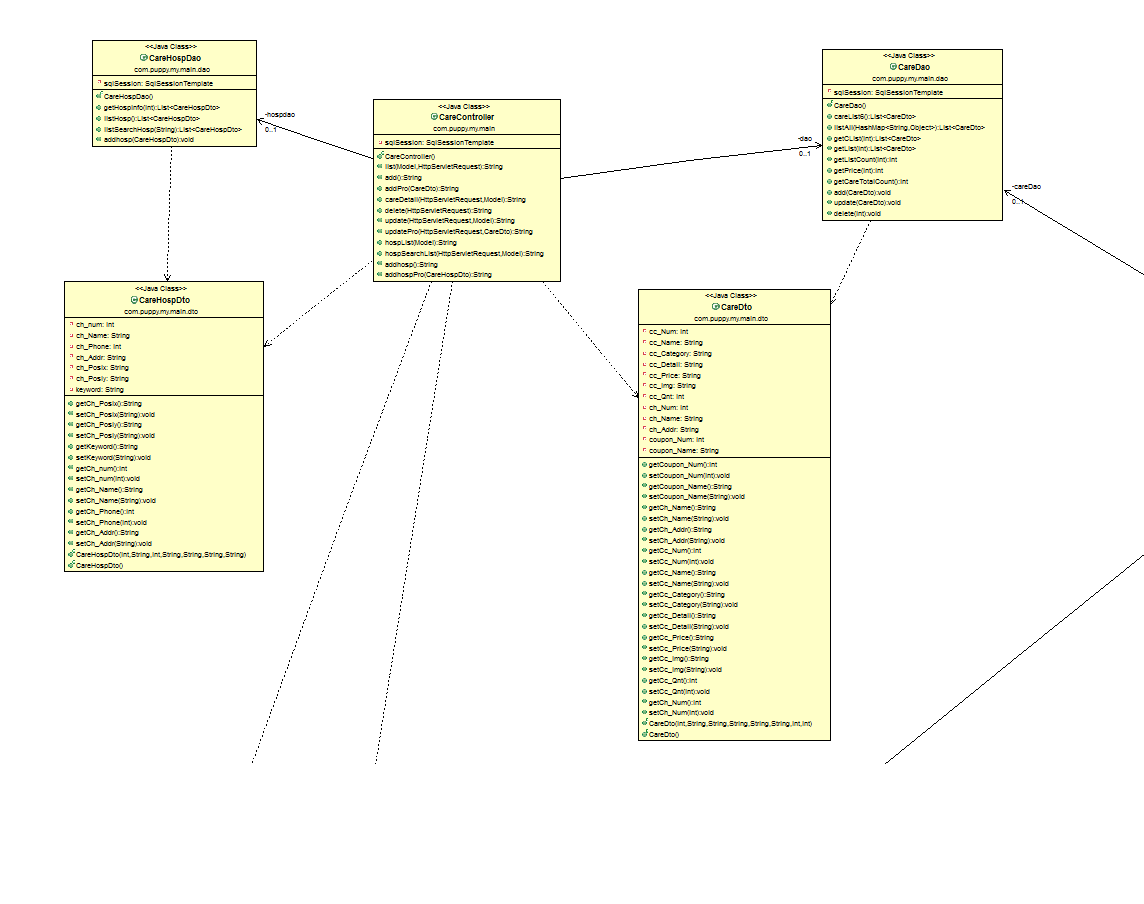 <<Java Class>>
CareHospDao
com.puppy.my.main.dao
sqlSession: SqlSessionTemplate
CareHospDao()
getHospInfo(int):List<CareHospDto>
listHosp():List<CareHospDto>
listSearchHosp(String):List<CareHospDto>
addhosp(CareHospDto):void
-hospdao
0..1
<<Java Class>>
CareController
com.puppy.my.main
sqlSession: SqlSessionTemplate
CareController()
list(Model,HttpServletRequest):String
add():String
addPro(CareDto):String
careDetail(HttpServletRequest,Model):String
delete(HttpServletRequest):String
update(HttpServletRequest,Model):String
updatePro(HttpServletRequest,CareDto):String
hospList(Model):String
hospSearchList(HttpServletRequest,Model):String
addhosp():String
addhospPro(CareHospDto):String
-dao
0..1
<<Java Class>>
CareDao
com.puppy.my.main.dao
sqlSession: SqlSessionTemplate
CareDao()
careList6():List<CareDto>
listAll(HashMap<String,Object>):List<CareDto>
getCList(int):List<CareDto>
getList(int):List<CareDto>
getListCount(int):int
getPrice(int):int
getCareTotalCount():int
add(CareDto):void
update(CareDto):void
delete(int):void
-careDao
0..1
<<Java Class>>
CareHospDto
com.puppy.my.main.dto
ch_num: int
ch_Name: String
ch_Phone: int
ch_Addr: String
ch_Posix: String
ch_Posiy: String
keyword: String
getCh_Posix():String
setCh_Posix(String):void
getCh_Posiy():String
setCh_Posiy(String):void
getKeyword():String
setKeyword(String):void
getCh_num():int
setCh_num(int):void
getCh_Name():String
setCh_Name(String):void
getCh_Phone():int
setCh_Phone(int):void
getCh_Addr():String
setCh_Addr(String):void
CareHospDto(int,String,int,String,String,String,String)
CareHospDto()
<<Java Class>>
CareDto
com.puppy.my.main.dto
cc_Num: int
cc_Name: String
cc_Category: String
cc_Detail: String
cc_Price: String
cc_Img: String
cc_Qnt: int
ch_Num: int
ch_Name: String
ch_Addr: String
coupon_Num: int
coupon_Name: String
getCoupon_Num():int
setCoupon_Num(int):void
getCoupon_Name():String
setCoupon_Name(String):void
getCh_Name():String
setCh_Name(String):void
getCh_Addr():String
setCh_Addr(String):void
getCc_Num():int
setCc_Num(int):void
getCc_Name():String
setCc_Name(String):void
getCc_Category():String
setCc_Category(String):void
getCc_Detail():String
setCc_Detail(String):void
getCc_Price():String
setCc_Price(String):void
getCc_Img():String
setCc_Img(String):void
getCc_Qnt():int
setCc_Qnt(int):void
getCh_Num():int
setCh_Num(int):void
CareDto(int,String,String,String,String,String,int,int)
CareDto()